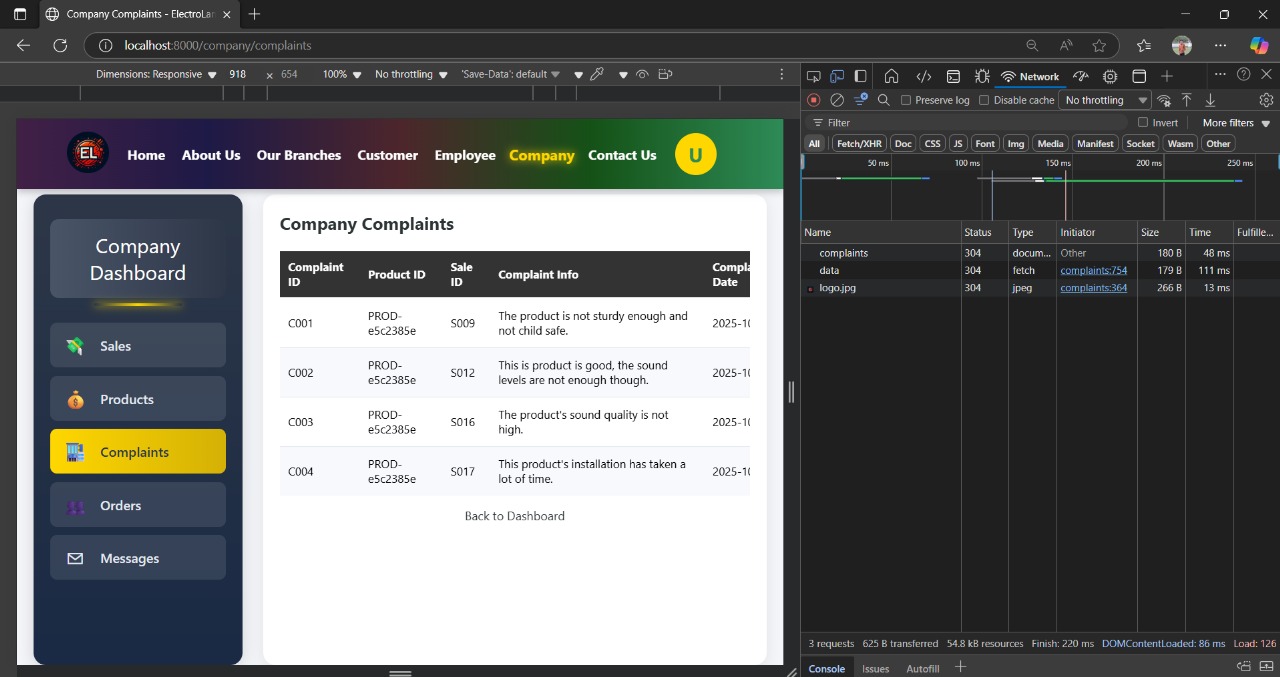 Company Complaints - ElectroLan
localhost:8000/company/complaints
Dimensions: Responsive 918 × 654 100% No throttling 'Save-Data': default
Network
Preserve log Disable cache No throttling
Filter Invert More filters
All Fetch/XHR Doc CSS JS Font Img Media Manifest Socket Wasm Other
50 ms 100 ms 150 ms 200 ms 250 ms
Name Status Type Initiator Size Time Fulfille...
complaints 304 docum... Other 180 B 48 ms
data 304 fetch complaints:754 179 B 111 ms
logo.jpg 304 jpeg complaints:364 266 B 13 ms
3 requests 625 B transferred 54.8 kB resources Finish: 220 ms DOMContentLoaded: 86 ms Load: 126
Console Issues Autofill
EL
Home About Us Our Branches Customer Employee Company Contact Us U
Company
Dashboard
Sales
Products
Complaints
Orders
Messages
Company Complaints
Complaint
ID
Product ID
Sale
ID
Complaint Info
Compla
Date
C001
PROD-
e5c2385e
S009
The product is not sturdy enough and
not child safe.
2025-10
C002
PROD-
e5c2385e
S012
This is product is good, the sound
levels are not enough though.
2025-10
C003
PROD-
e5c2385e
S016
The product's sound quality is not
high.
2025-10
C004
PROD-
e5c2385e
S017
This product's installation has taken a
lot of time.
2025-10
Back to Dashboard